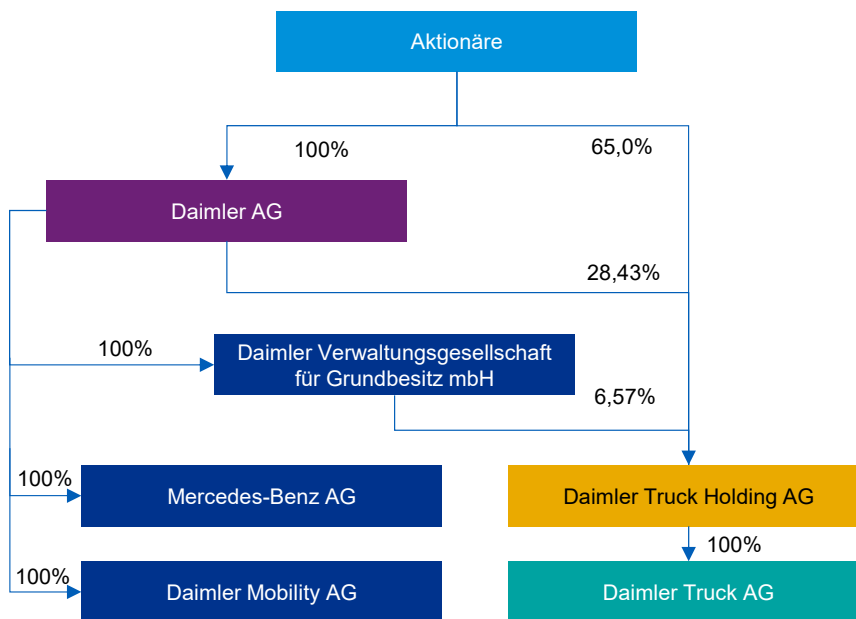 Aktionäre
100%
65,0%
Daimler AG
28,43%
100%
Daimler Verwaltungsgesellschaft
für Grundbesitz mbH
6,57%
100%
Mercedes-Benz AG
Daimler Truck Holding AG
100%
100%
Daimler Mobility AG
Daimler Truck AG